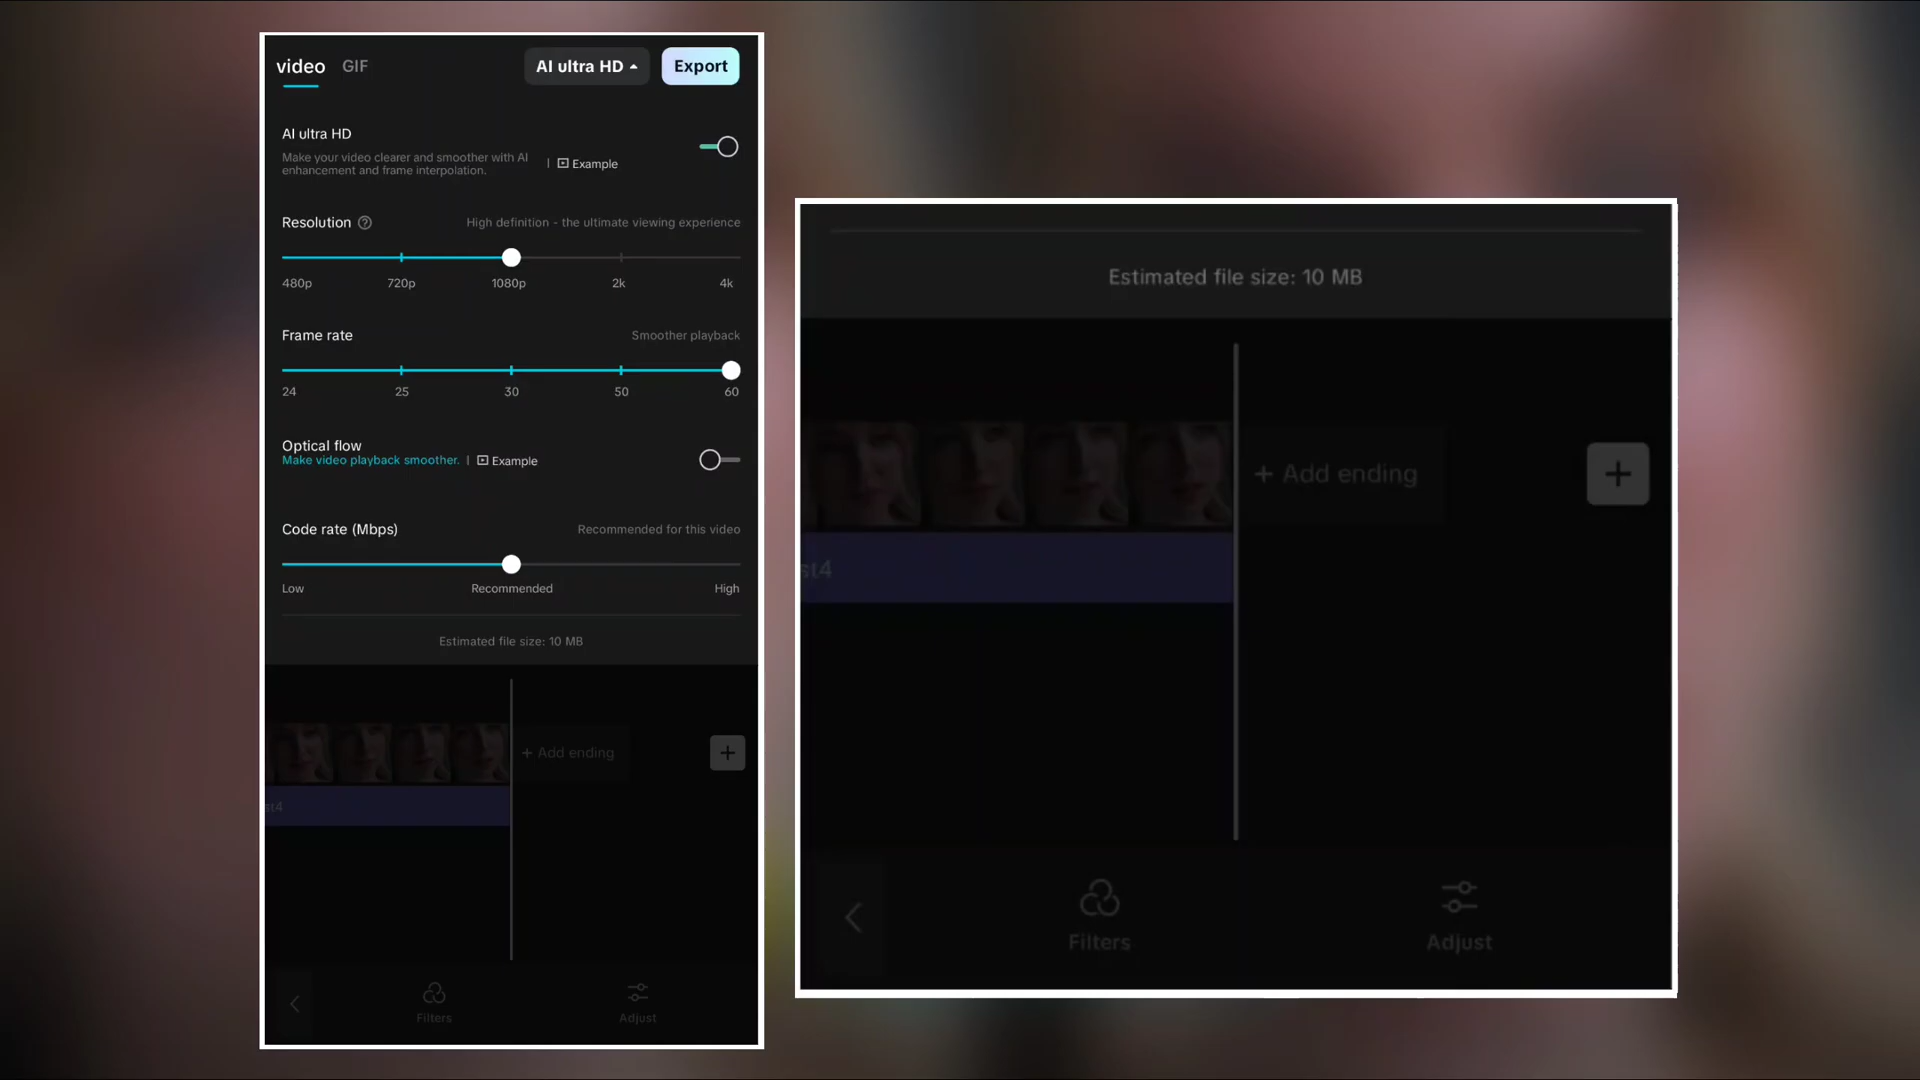 video GIF AI ultra HD Export
AI ultra HD
Make your video clearer and smoother with AI
enhancement and frame interpolation.
Example
Resolution High definition - the ultimate viewing experience
480p 720p 1080p 2k 4k
Frame rate Smoother playback
24 25 30 50 60
Optical flow
Make video playback smoother. | Example
Code rate (Mbps) Recommended for this video
Low Recommended High
Estimated file size: 10 MB
+ Add ending +
st4
Filters Adjust
Estimated file size: 10 MB
+ Add ending +
st4
Filters Adjust